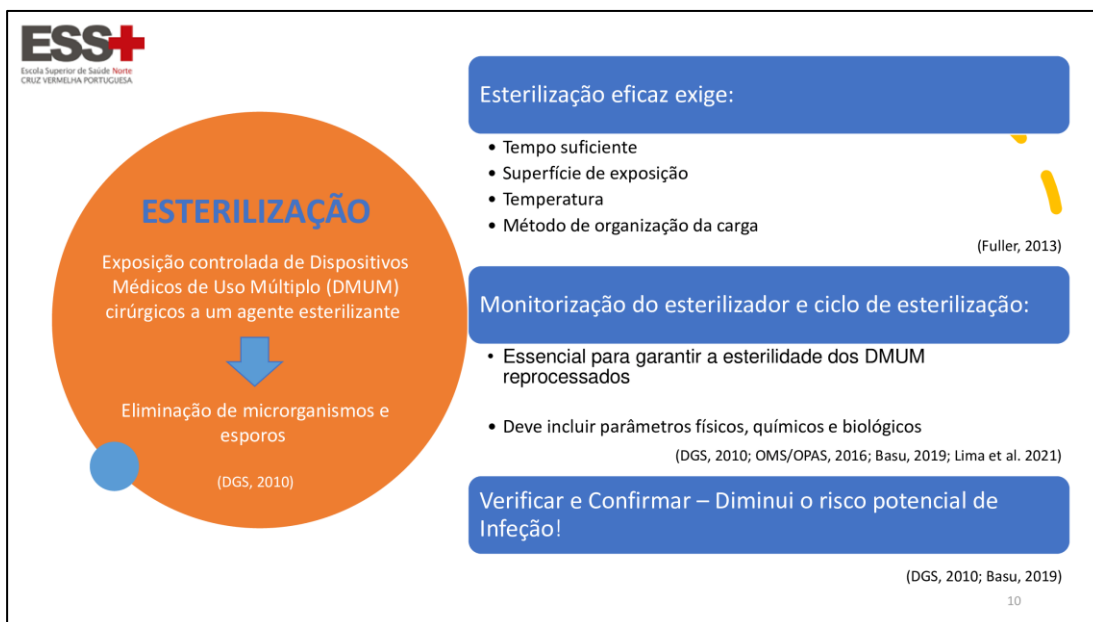 ESS+
Escola Superior de Saúde Norte
CRUZ VERMELHA PORTUGUESA
ESTERILIZAÇÃO
Exposição controlada de Dispositivos
Médicos de Uso Múltiplo (DMUM)
cirúrgicos a um agente esterilizante
Eliminação de microrganismos e
esporos
(DGS, 2010)
Esterilização eficaz exige:
• Tempo suficiente
• Superfície de exposição
• Temperatura
• Método de organização da carga
(Fuller, 2013)
Monitorização do esterilizador e ciclo de esterilização:
• Essencial para garantir a esterilidade dos DMUM
reprocessados
• Deve incluir parâmetros físicos, químicos e biológicos
(DGS, 2010; OMS/OPAS, 2016; Basu, 2019; Lima et al. 2021)
Verificar e Confirmar – Diminui o risco potencial de
Infeção!
(DGS, 2010; Basu, 2019)
10